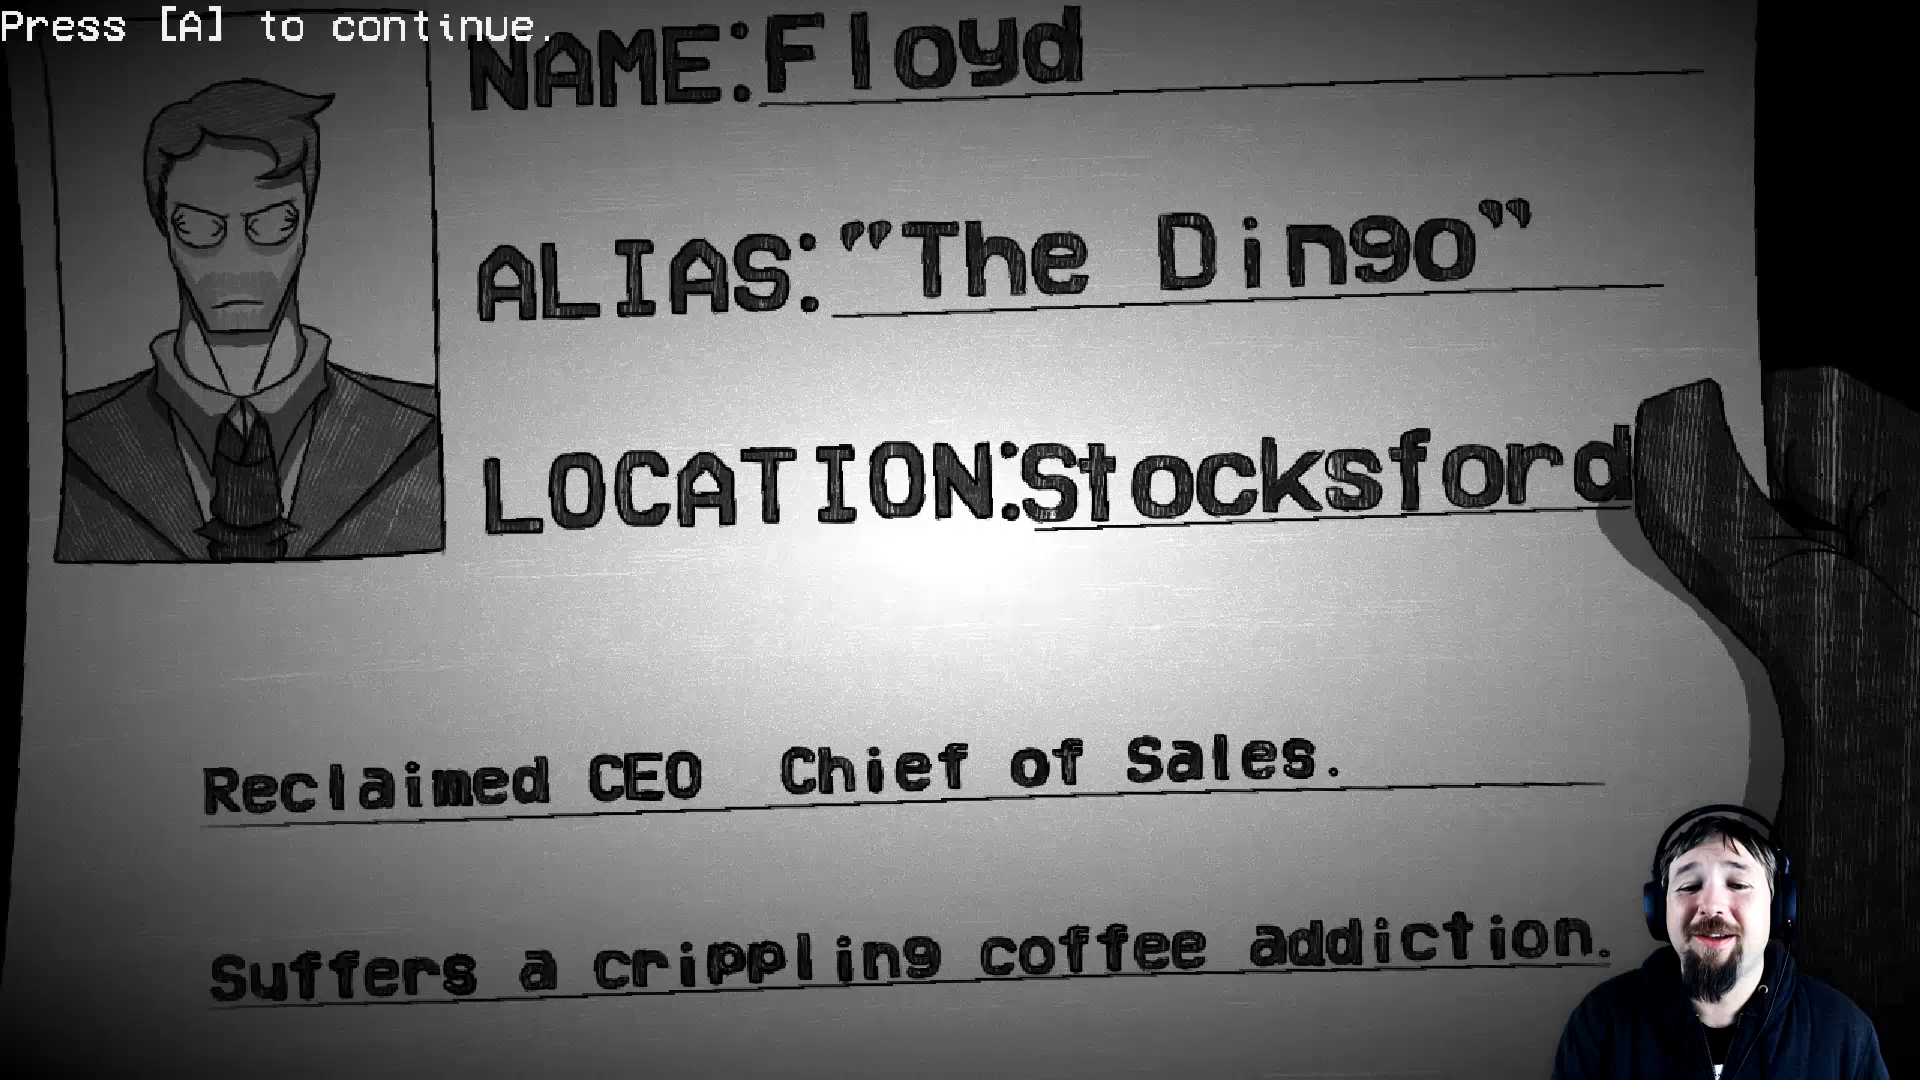 Press [A] to continue.
NAME:Floyd
ALIAS:"The Dingo"
LOCATION:Stocksford
Reclaimed CEO  Chief of Sales.
Suffers a crippling coffee addiction.